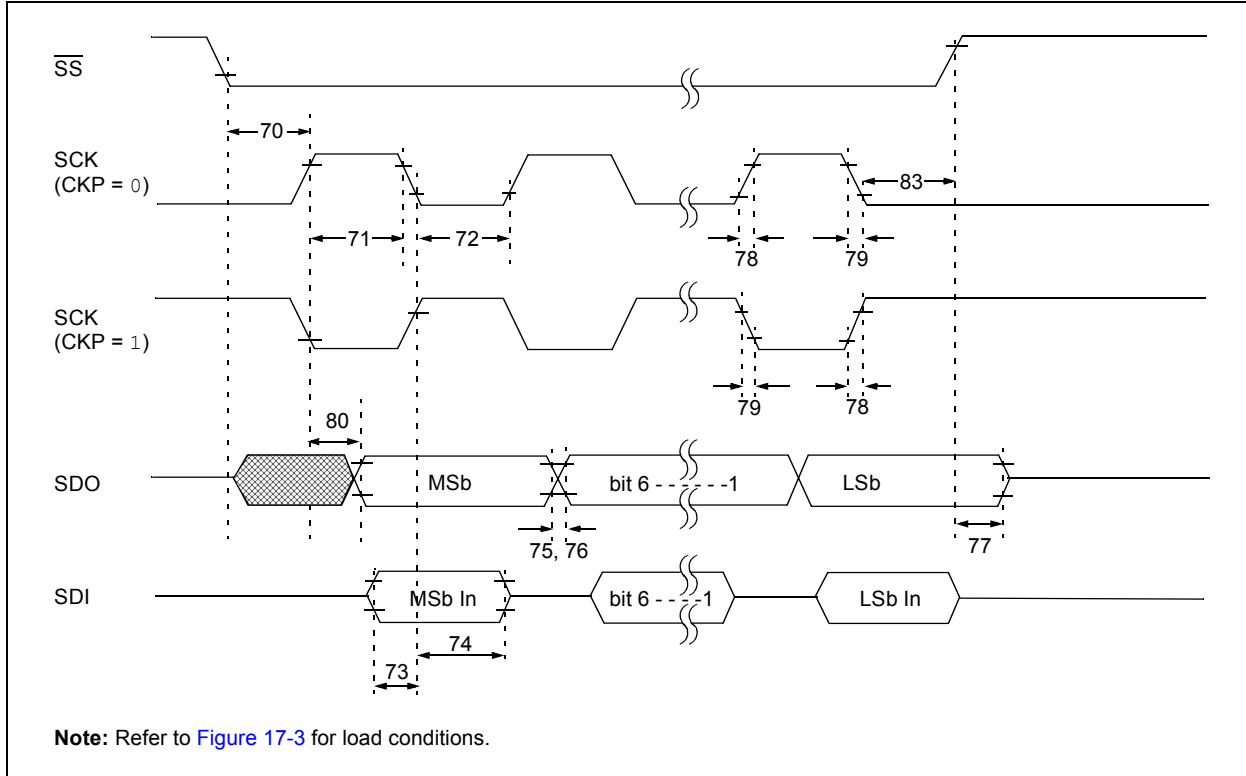 SS
70
SCK
(CKP = 0)
83
71
72
78
79
SCK
(CKP = 1)
79
78
80
SDO
MSb
bit 6 - - - - - - -1
LSb
75, 76
77
SDI
MSb In
bit 6 - - - -1
LSb In
74
73
Note: Refer to Figure 17-3 for load conditions.